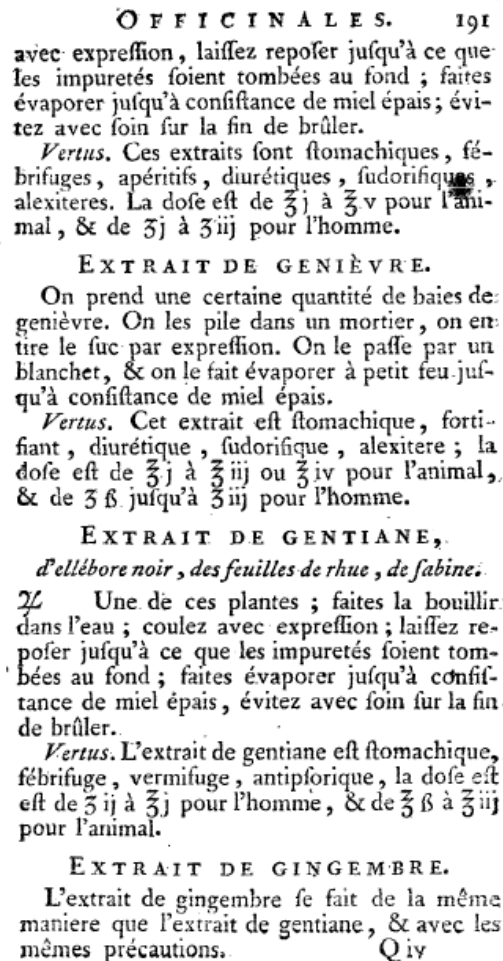 OFFICINALES. 191
avec expreſſion, laiſſez repoſer juſqu'à ce que
les impuretés ſoient tombées au fond ; faites
évaporer juſqu'à conſiſtance de miel épais ; évi-
tez avec ſoin ſur la fin de brûler.
Vertus. Ces extraits ſont ſtomachiques, fé-
brifuges, apéritifs, diurétiques, ſudorifiques,
alexiteres. La doſe eſt de ℥j à ℥v pour l'ani-
mal, & de ʒj à ʒiij pour l'homme.
EXTRAIT DE GENIÈVRE.
On prend une certaine quantité de baies de
genièvre. On les pile dans un mortier, on en
tire le ſuc par expreſſion. On le paſſe par un
blanchet, & on le fait évaporer à petit feu juſ-
qu'à conſiſtance de miel épais.
Vertus. Cet extrait eſt ſtomachique, forti-
fiant, diurétique, ſudorifique, alexitere ; la
doſe eſt de ℥j à ℥iij ou ℥iv pour l'animal,
& de ʒ ß juſqu'à ʒiij pour l'homme.
EXTRAIT DE GENTIANE,
d'ellébore noir, des feuilles de rhue, de ſabine.
♃ Une de ces plantes ; faites la bouillir
dans l'eau ; coulez avec expreſſion ; laiſſez re-
poſer juſqu'à ce que les impuretés ſoient tom-
bées au fond ; faites évaporer juſqu'à conſiſ-
tance de miel épais, évitez avec ſoin ſur la fin
de brûler.
Vertus. L'extrait de gentiane eſt ſtomachique,
fébrifuge, vermifuge, antipſorique, la doſe eſt
eſt de ʒ ij à ℥j pour l'homme, & de ℥ ß à ℥iij
pour l'animal.
EXTRAIT DE GINGEMBRE.
L'extrait de gingembre ſe fait de la même
maniere que l'extrait de gentiane, & avec les
mêmes précautions. Q iv